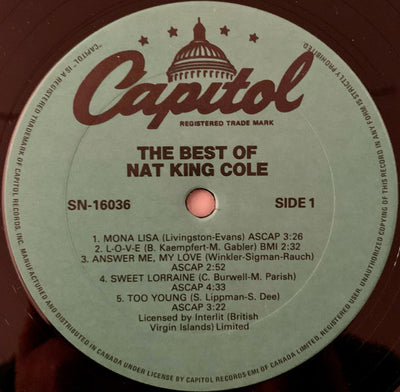 Capitol
REGISTERED TRADE MARK
THE BEST OF
NAT KING COLE
SN-16036
SIDE 1
1. MONA LISA (Livingston-Evans) ASCAP 3:26
2. L-O-V-E (B. Kaempfert-M. Gabler) BMI 2:32
3. ANSWER ME, MY LOVE (Winkler-Sigman-Rauch)
ASCAP 2:52
4. SWEET LORRAINE (C. Burwell-M. Parish)
ASCAP 4:33
5. TOO YOUNG (S. Lippman-S. Dee)
ASCAP 3:22
Licensed by Interlit (British
Virgin Islands) Limited
"CAPITOL" IS A REGISTERED TRADEMARK OF CAPITOL RECORDS, INC. MANUFACTURED AND DISTRIBUTED IN CANADA UNDER LICENSE BY CAPITOL RECORDS-EMI OF CANADA LIMITED. REGISTERED USER. UNAUTHORIZED COPYING OF THIS RECORD IN ANY FORM IS STRICTLY PROHIBITED.